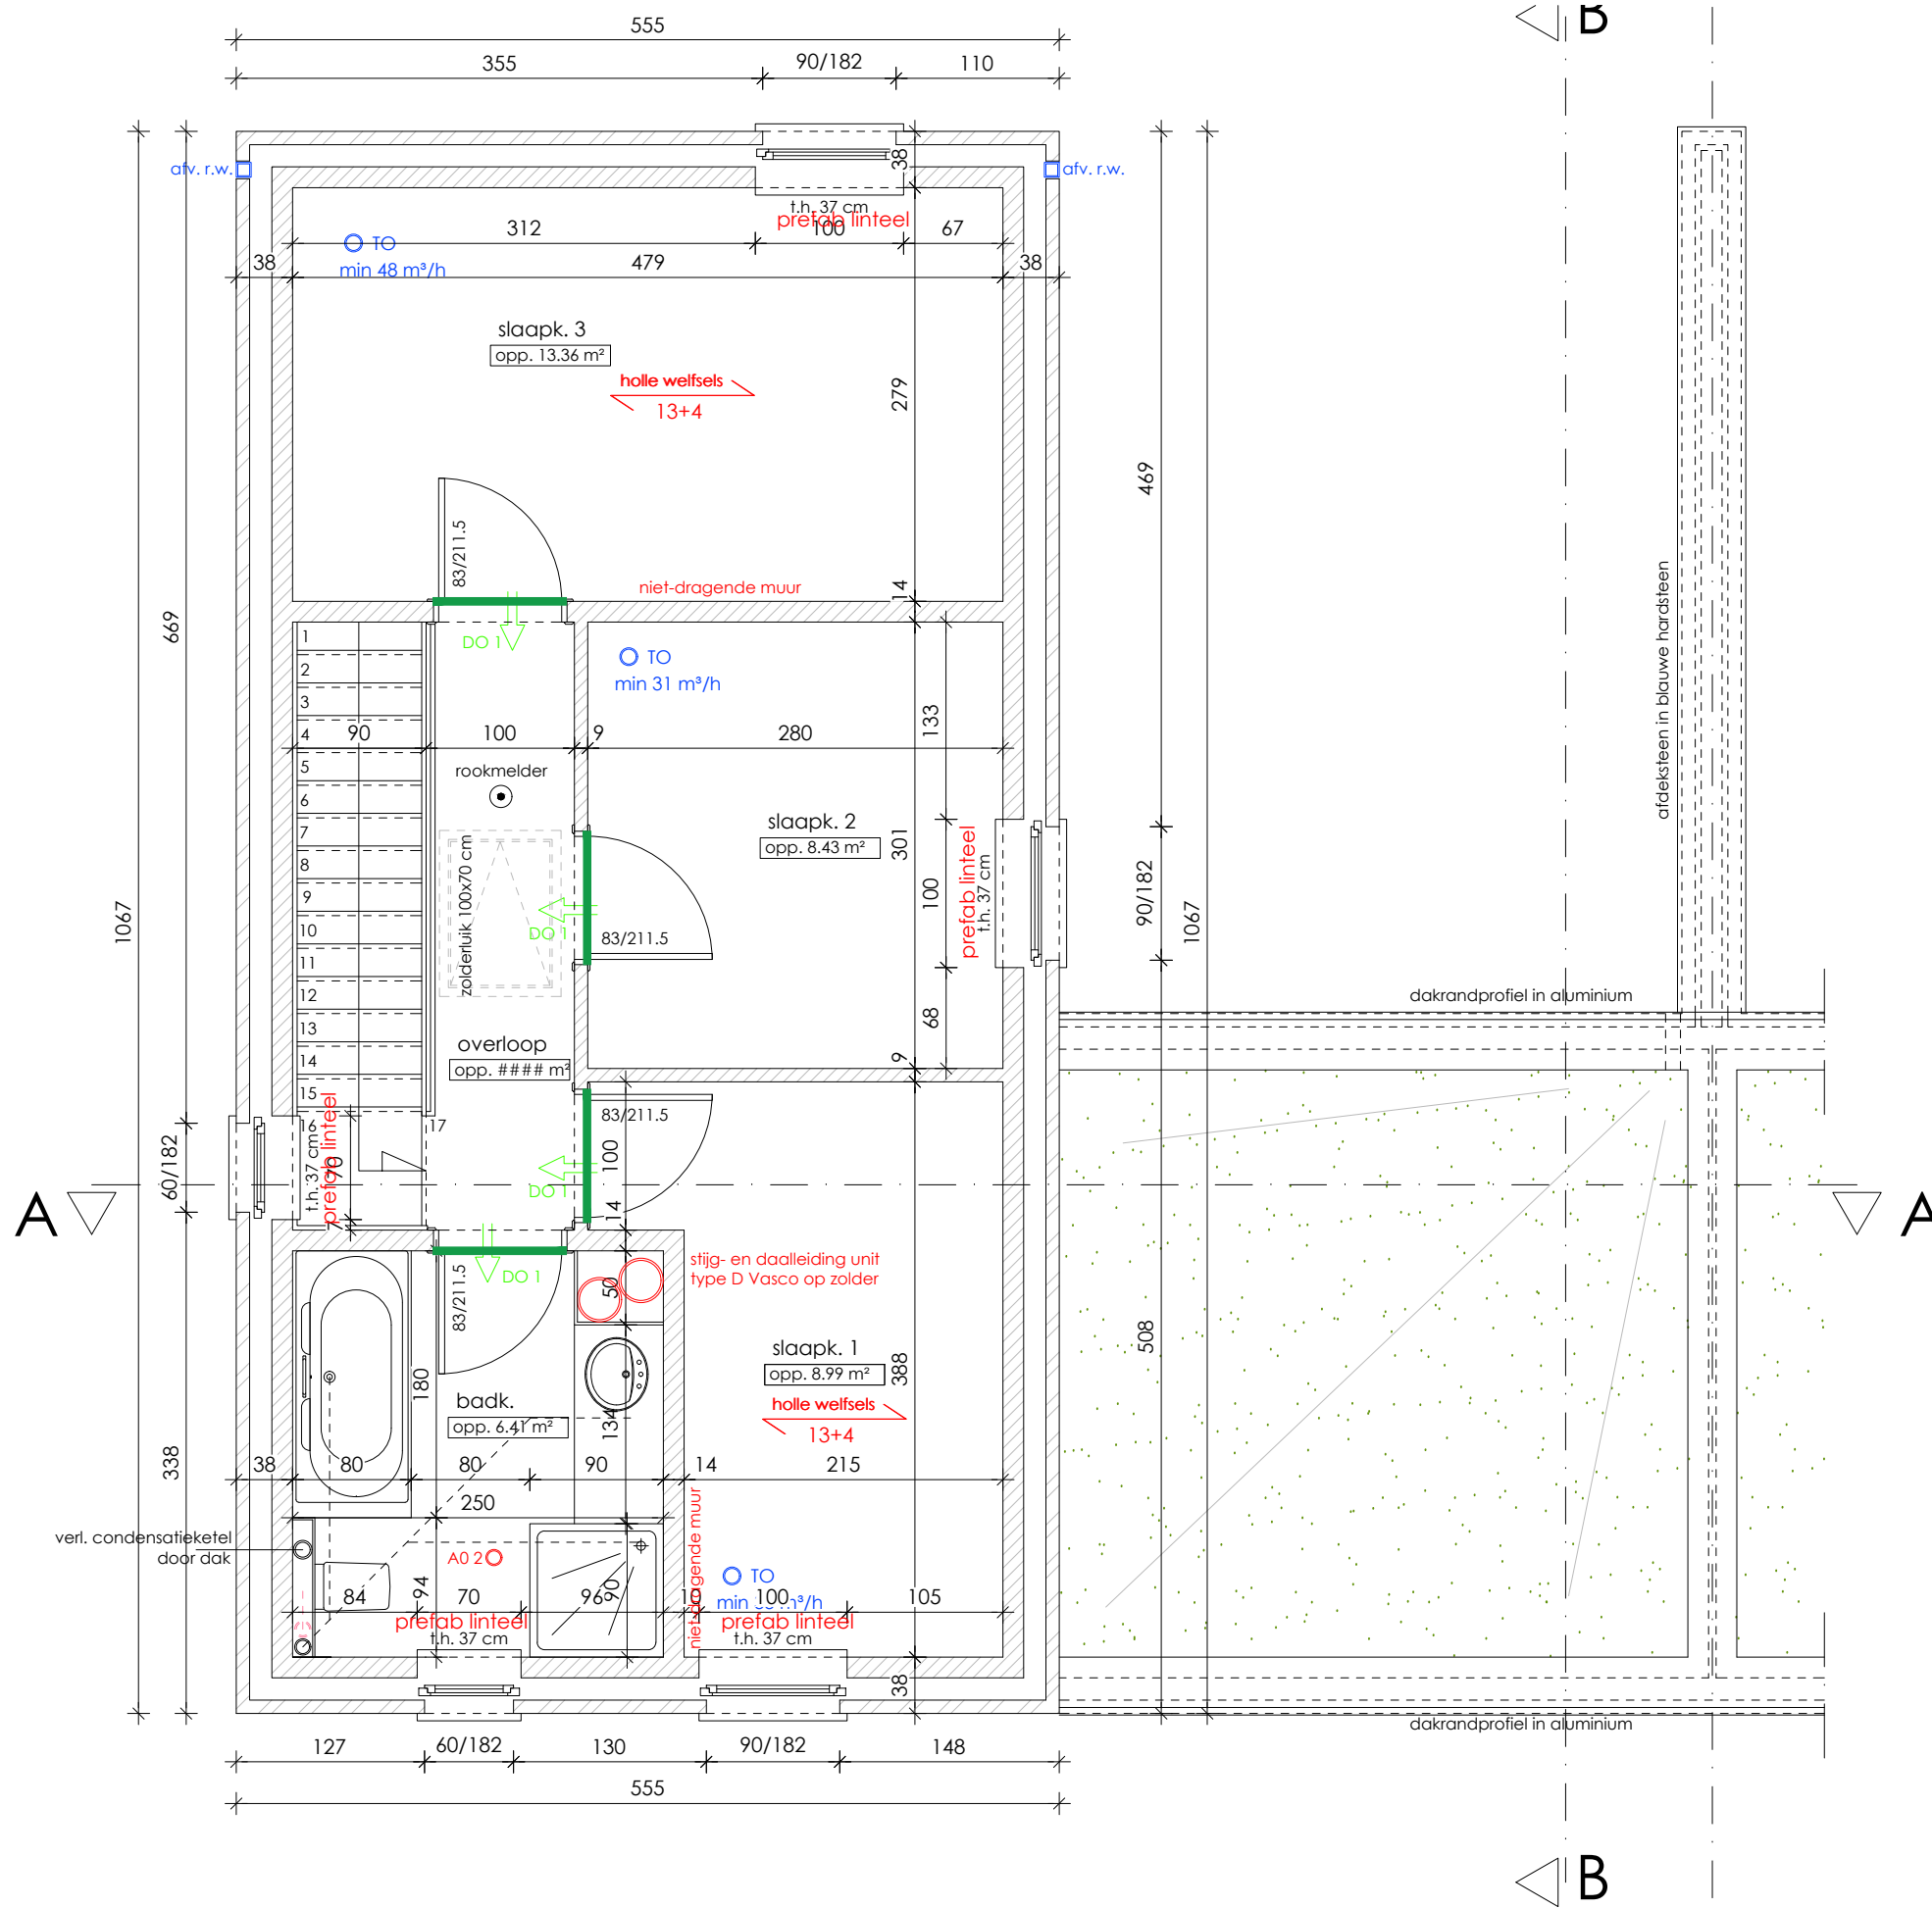 B
555
355
90/182
110
afv. r.w.
afv. r.w.
38
t.h. 37 cm
prefab linteel
312
100
67
TO
min 48 m³/h
38
479
38
slaapk. 3
opp. 13.36 m²
holle welfsels
13+4
279
469
83/211.5
niet-dragende muur
14
669
1067
DO 1
1
2
3
4
5
6
7
8
9
10
11
12
13
14
15
16
17
TO
min 31 m³/h
133
90
100
9
280
rookmelder
zolderluik 100x70 cm
slaapk. 2
opp. 8.43 m²
301
100
prefab linteel
t.h. 37 cm
90/182
1067
afdeksteen in blauwe hardsteen
DO 1
83/211.5
68
9
dakrandprofiel in aluminium
overloop
opp. #### m²
83/211.5
100
60/182
t.h. 37 cm
70
prefab linteel
7
DO 1
14
A
A
83/211.5
DO 1
50
stijg- en daalleiding unit
type D Vasco op zolder
slaapk. 1
opp. 8.99 m²
388
508
holle welfsels
13+4
180
badk.
opp. 6.41 m²
134
338
38
80
80
90
14
215
250
verl. condensatieketel
door dak
A0 2
niet-dragende muur
TO
84
94
70
96
90
10
min m³/h
100
105
prefab linteel
t.h. 37 cm
prefab linteel
t.h. 37 cm
38
dakrandprofiel in aluminium
127
60/182
130
90/182
148
555
B